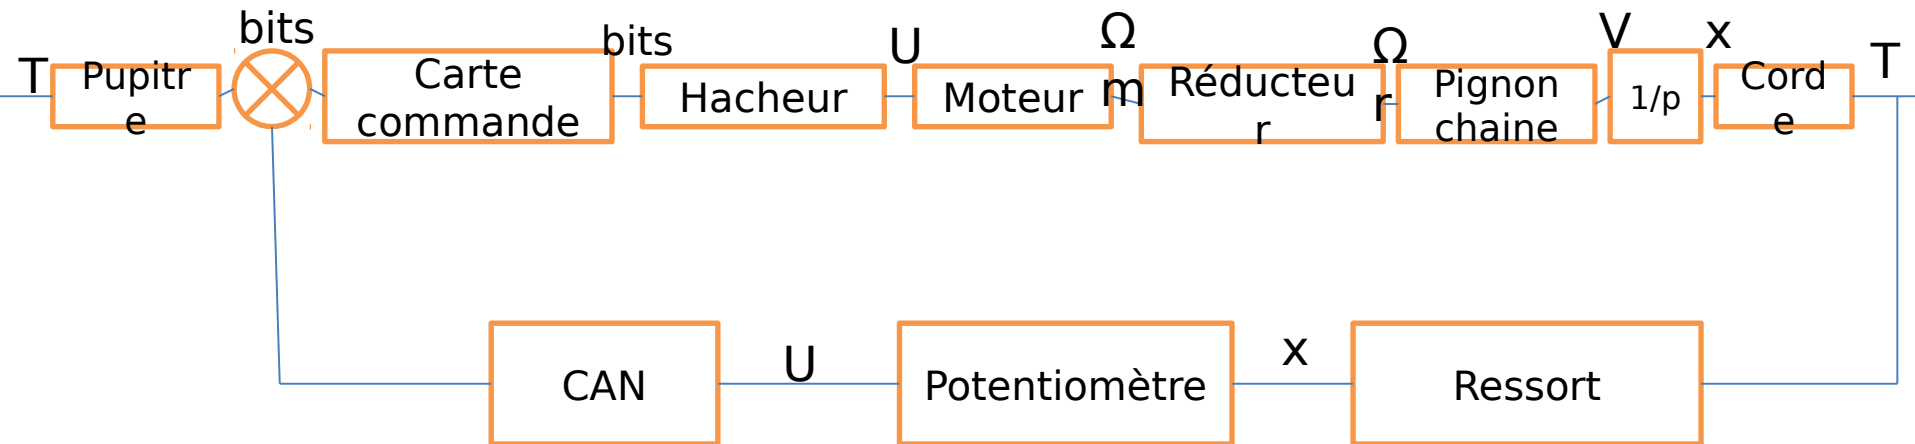 T
Pupitr
e
bits
Carte
commande
bits
Hacheur
U
Moteur
Ω
m
Réducteu
r
Ω
r
Pignon
chaine
V
1/p
x
Cord
e
T
CAN
U
Potentiomètre
x
Ressort